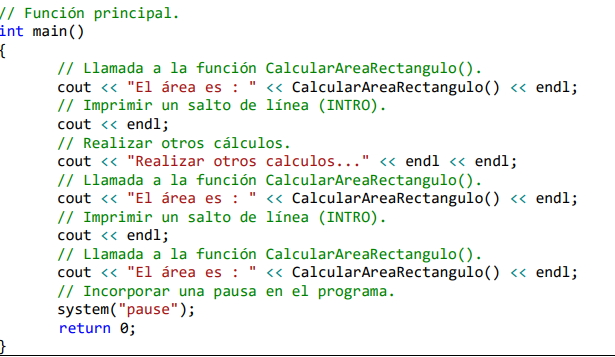 // Función principal.
int main()
{
// Llamada a la función CalcularAreaRectangulo().
cout << "El área es : " << CalcularAreaRectangulo() << endl;
// Imprimir un salto de línea (INTRO).
cout << endl;
// Realizar otros cálculos.
cout << "Realizar otros calculos..." << endl << endl;
// Llamada a la función CalcularAreaRectangulo().
cout << "El área es : " << CalcularAreaRectangulo() << endl;
// Imprimir un salto de línea (INTRO).
cout << endl;
// Llamada a la función CalcularAreaRectangulo().
cout << "El área es : " << CalcularAreaRectangulo() << endl;
// Incorporar una pausa en el programa.
system("pause");
return 0;
}